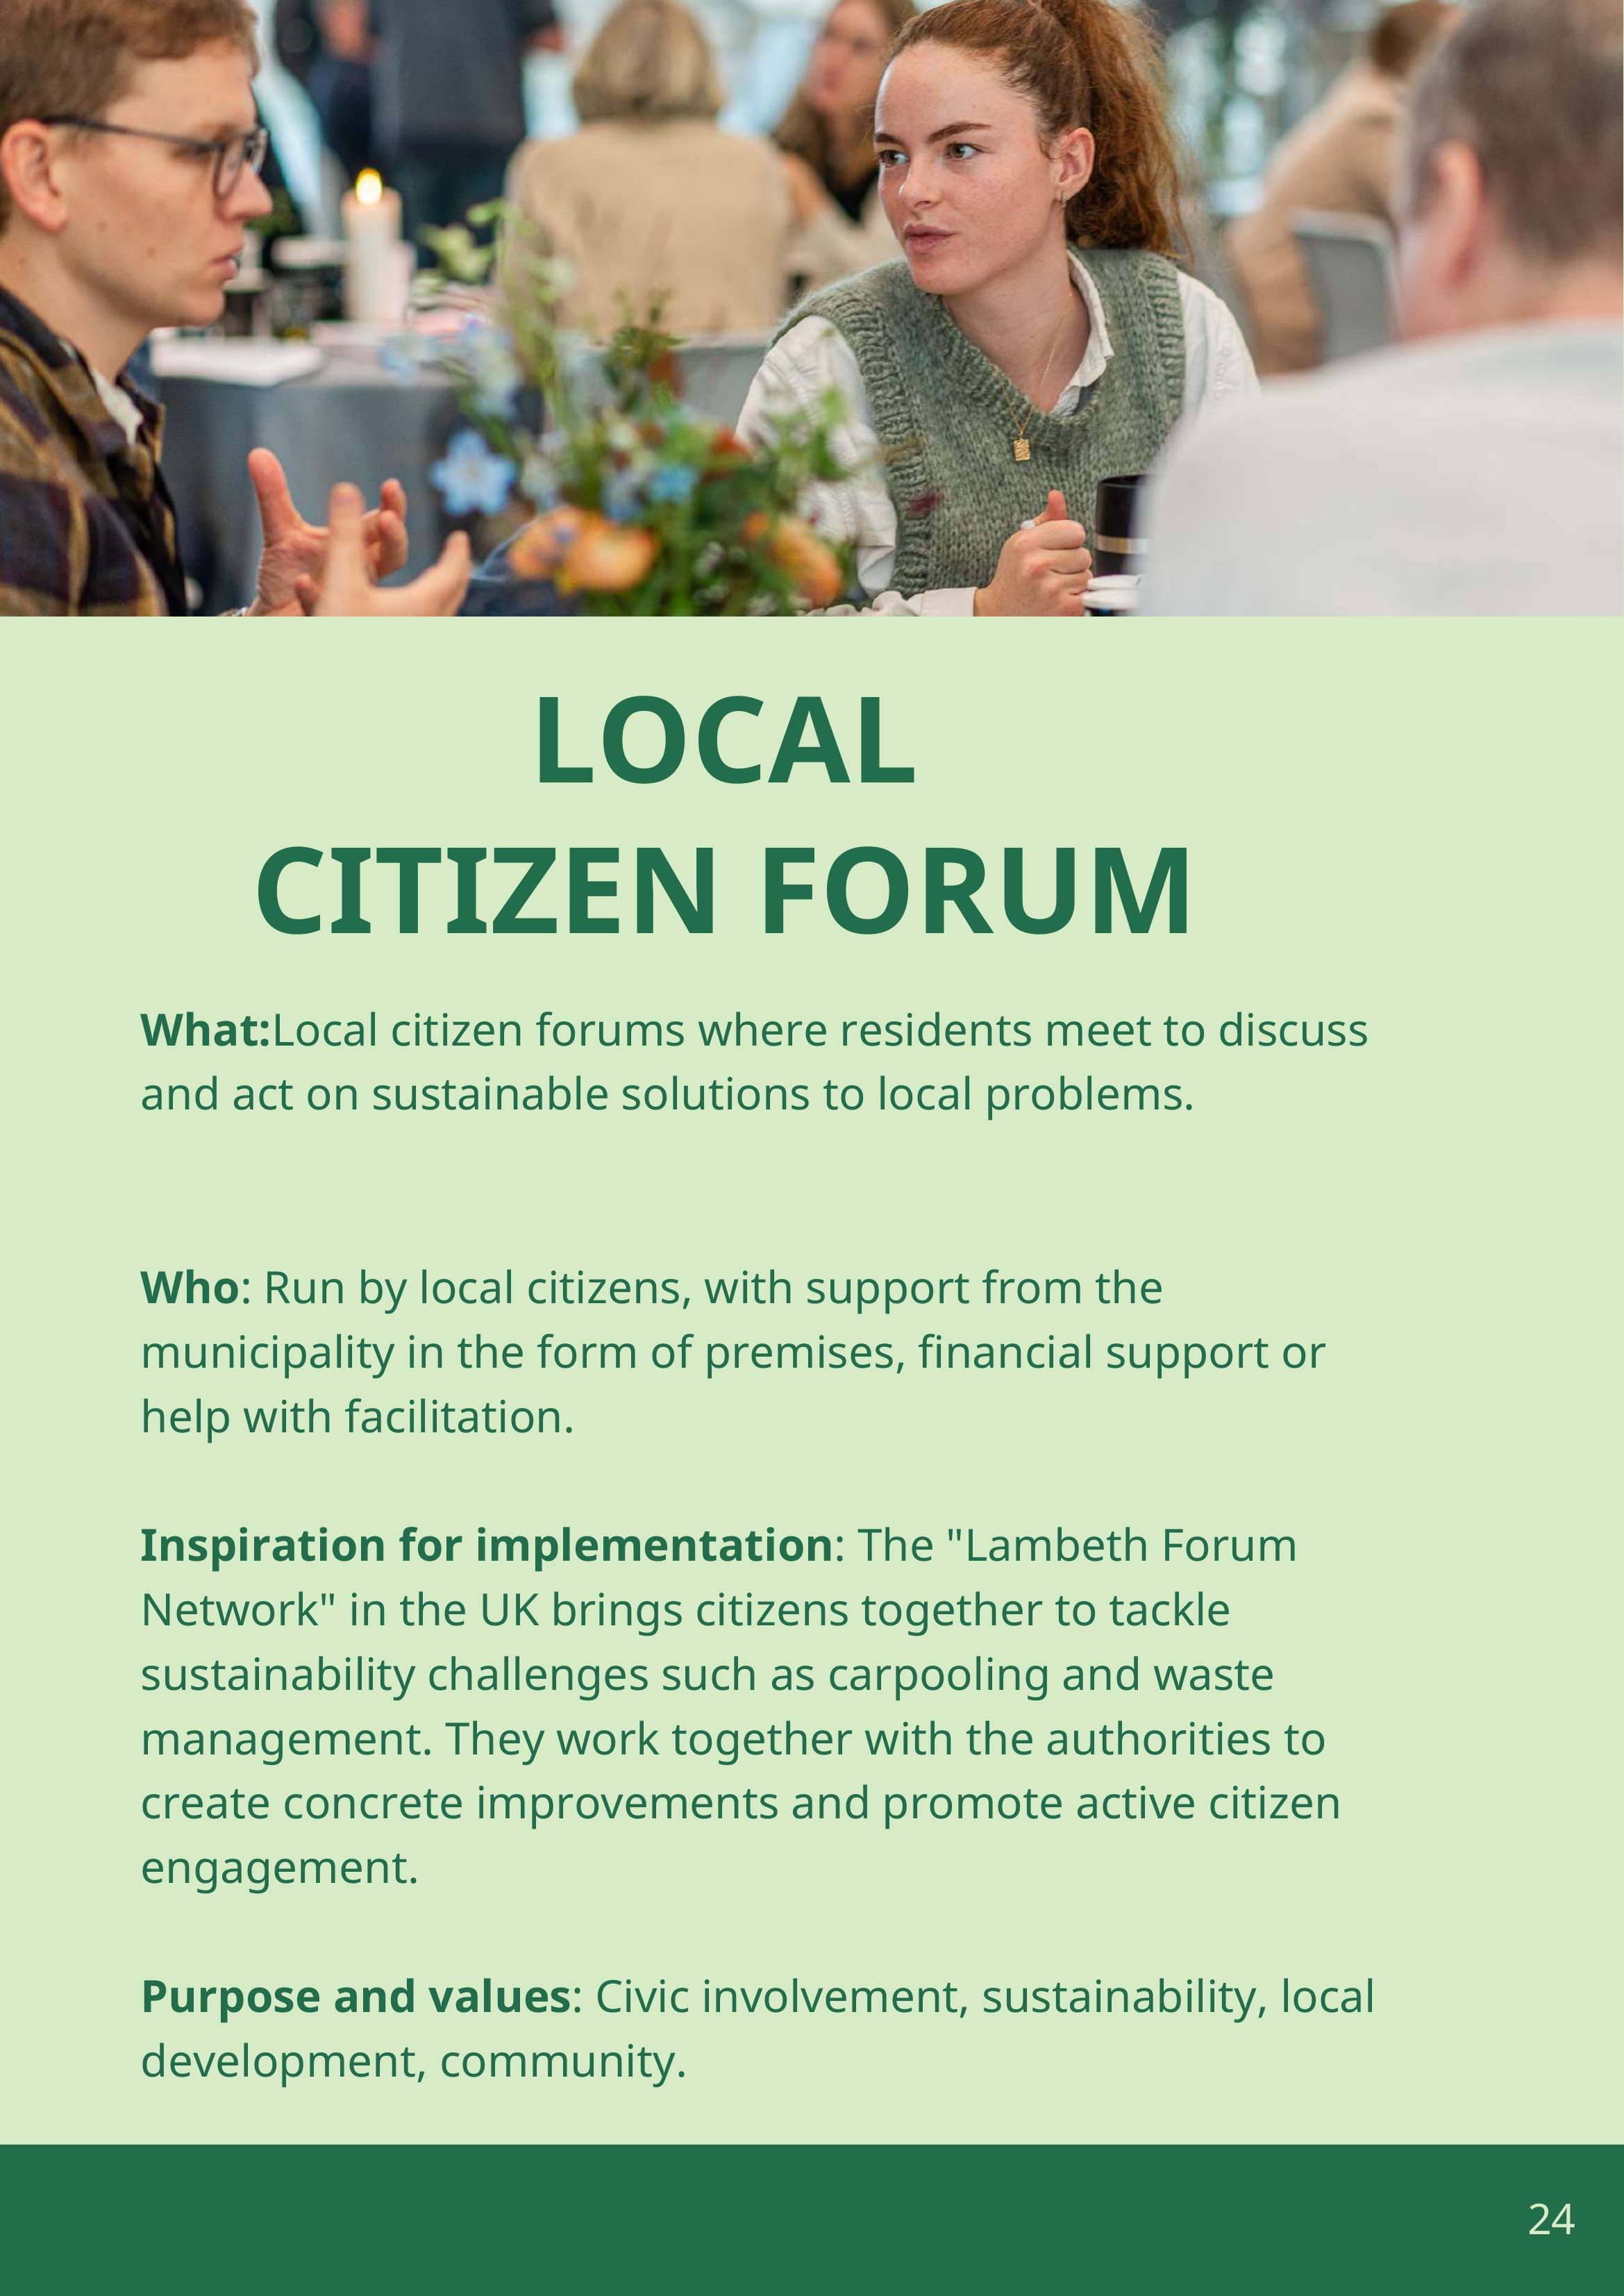 LOCAL
CITIZEN FORUM
What:Local citizen forums where residents meet to discuss
and act on sustainable solutions to local problems.
Who: Run by local citizens, with support from the
municipality in the form of premises, financial support or
help with facilitation.
Inspiration for implementation: The "Lambeth Forum
Network" in the UK brings citizens together to tackle
sustainability challenges such as carpooling and waste
management. They work together with the authorities to
create concrete improvements and promote active citizen
engagement.
Purpose and values: Civic involvement, sustainability, local
development, community.
24